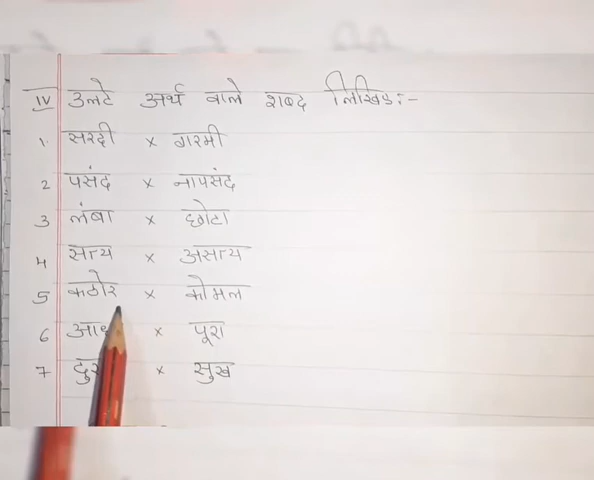 IV उलटे अर्थ वाले शब्द लिखिए:-
1. सरदी × गरमी
2 पसंद × नापसंद
3 लंबा × छोटा
4 सत्य × असत्य
5 कठोर × कोमल
6 × पूरा
7 × सुख